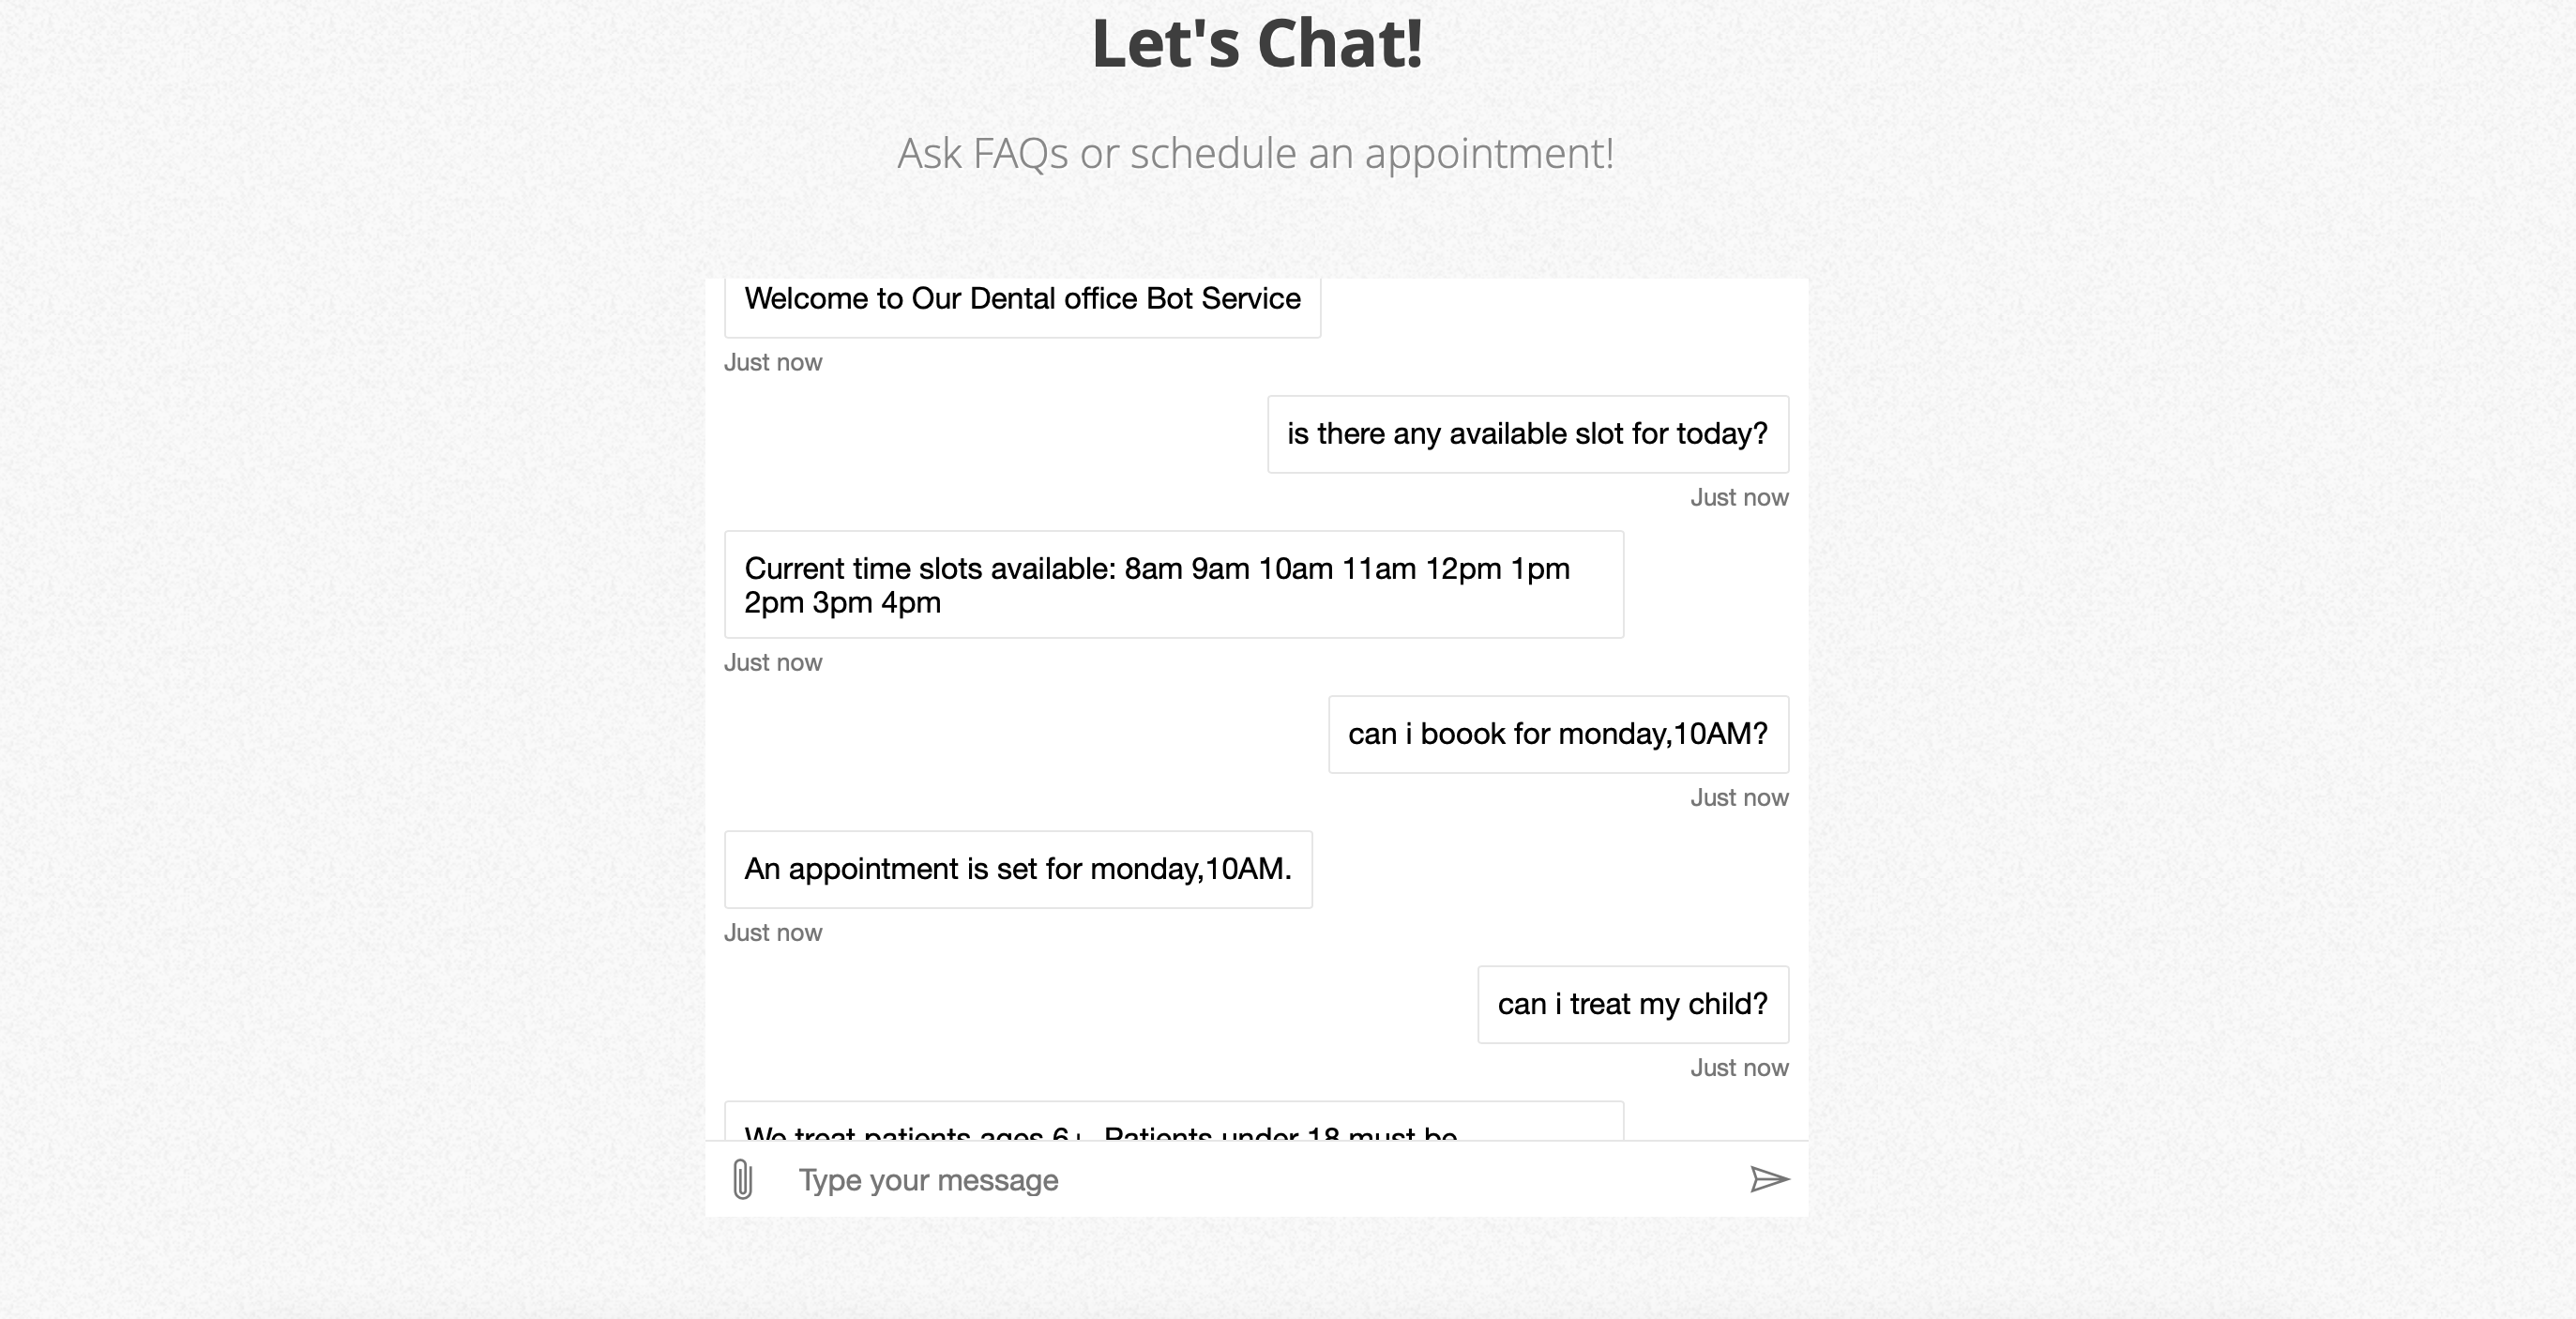 Let's Chat!
Ask FAQs or schedule an appointment!
Welcome to Our Dental office Bot Service
Just now
is there any available slot for today?
Just now
Current time slots available: 8am 9am 10am 11am 12pm 1pm
2pm 3pm 4pm
Just now
can i boook for monday,10AM?
Just now
An appointment is set for monday,10AM.
Just now
can i treat my child?
Just now
We treat patients ages 6+. Patients under 18 must be
Type your message